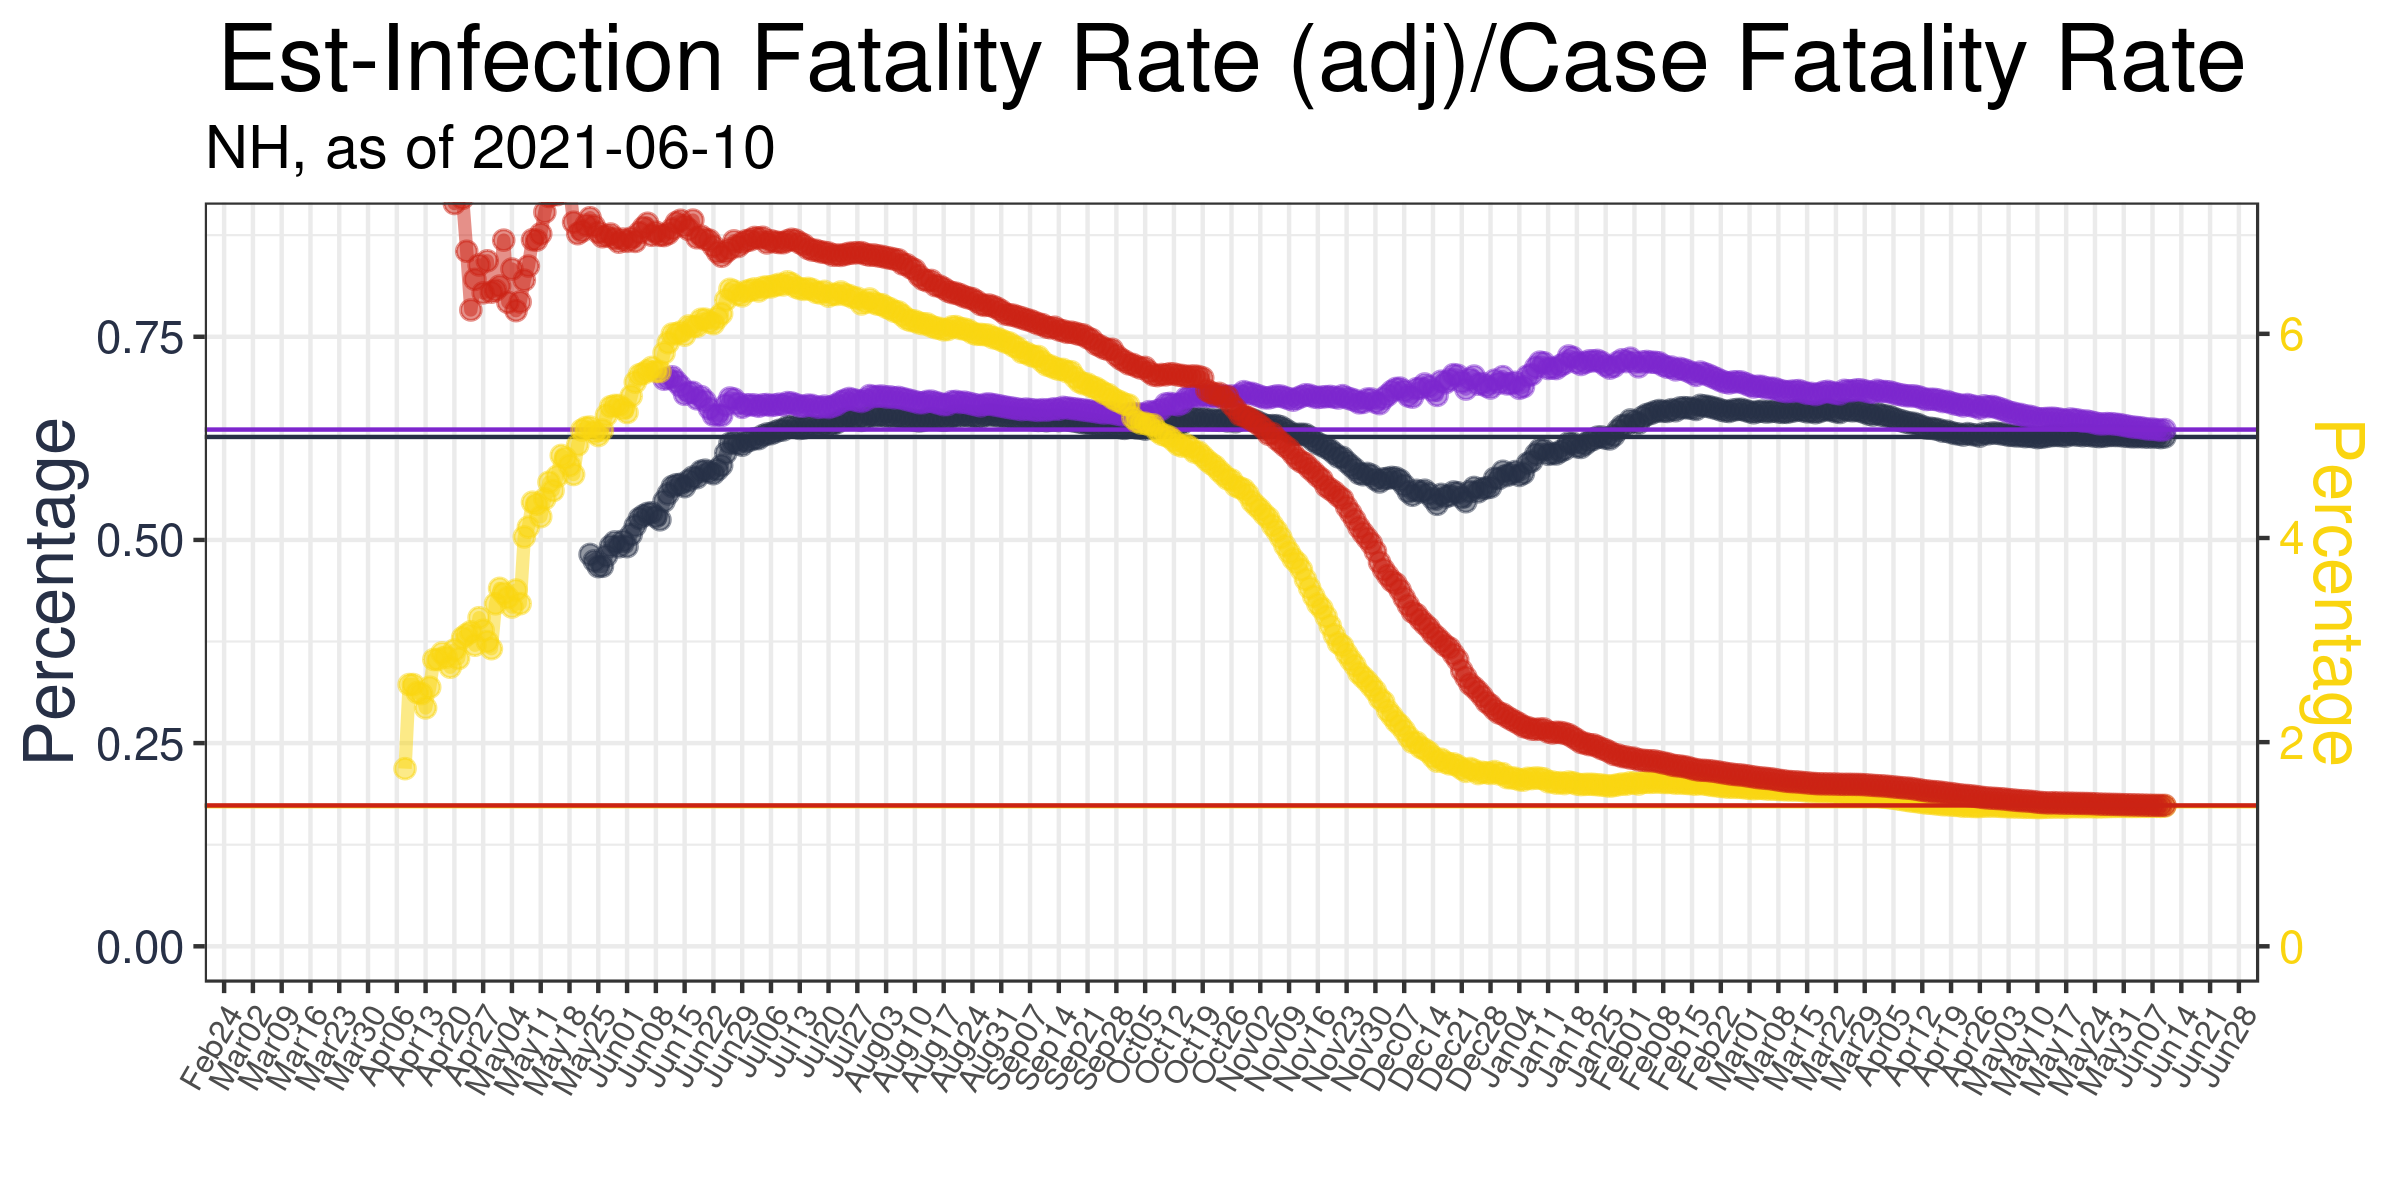 Est-Infection Fatality Rate (adj)/Case Fatality Rate
NH, as of 2021-06-10
Percentage
0.75
0.50
0.25
0.00
6
4
2
0
Percentage
Feb24
Mar02
Mar09
Mar16
Mar23
Mar30
Apr06
Apr13
Apr20
Apr27
May04
May11
May18
May25
Jun01
Jun08
Jun15
Jun22
Jun29
Jul06
Jul13
Jul20
Jul27
Aug03
Aug10
Aug17
Aug24
Aug31
Sep07
Sep14
Sep21
Sep28
Oct05
Oct12
Oct19
Oct26
Nov02
Nov09
Nov16
Nov23
Nov30
Dec07
Dec14
Dec21
Dec28
Jan04
Jan11
Jan18
Jan25
Feb01
Feb08
Feb15
Feb22
Mar01
Mar08
Mar15
Mar22
Mar29
Apr05
Apr12
Apr19
Apr26
May03
May10
May17
May24
May31
Jun07
Jun14
Jun21
Jun28